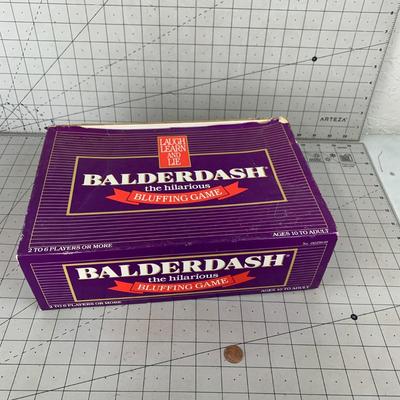 ARTEZA
LAUGH
LEARN
AND
LIE
BALDERDASH®
the hilarious
BLUFFING GAME
2 TO 6 PLAYERS OR MORE
AGES 10 TO ADULT
BALDERDASH®
the hilarious
BLUFFING GAME
2 TO 6 PLAYERS OR MORE
AGES 10 TO ADULT